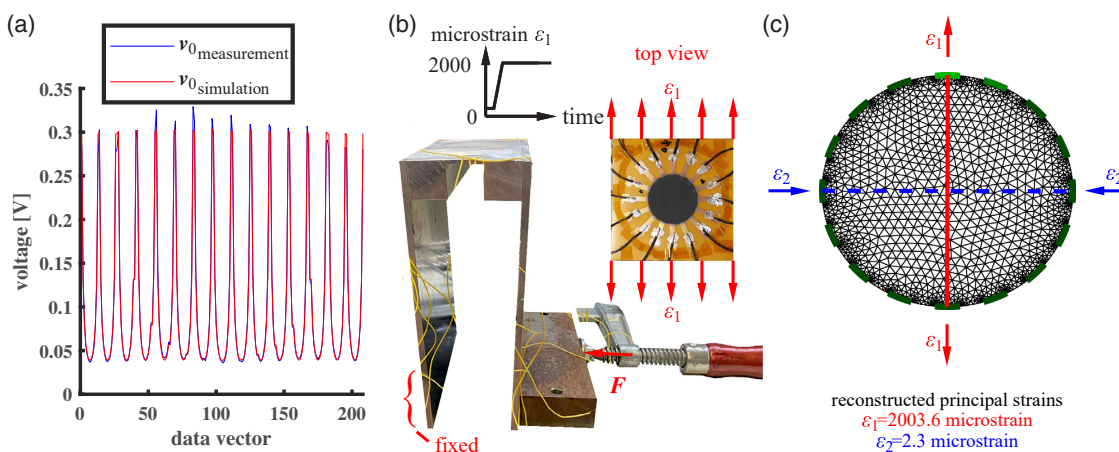 (a)
v0measurement
v0simulation
0.35
0.3
0.25
0.2
0.15
0.1
0.05
0
voltage [V]
0
50
100
150
200
data vector
(b)
microstrain ε1
2000
0
time
top view
ε1
ε1
F
fixed
(c)
ε1
ε2
ε2
ε1
reconstructed principal strains
ε1=2003.6 microstrain
ε2=2.3 microstrain